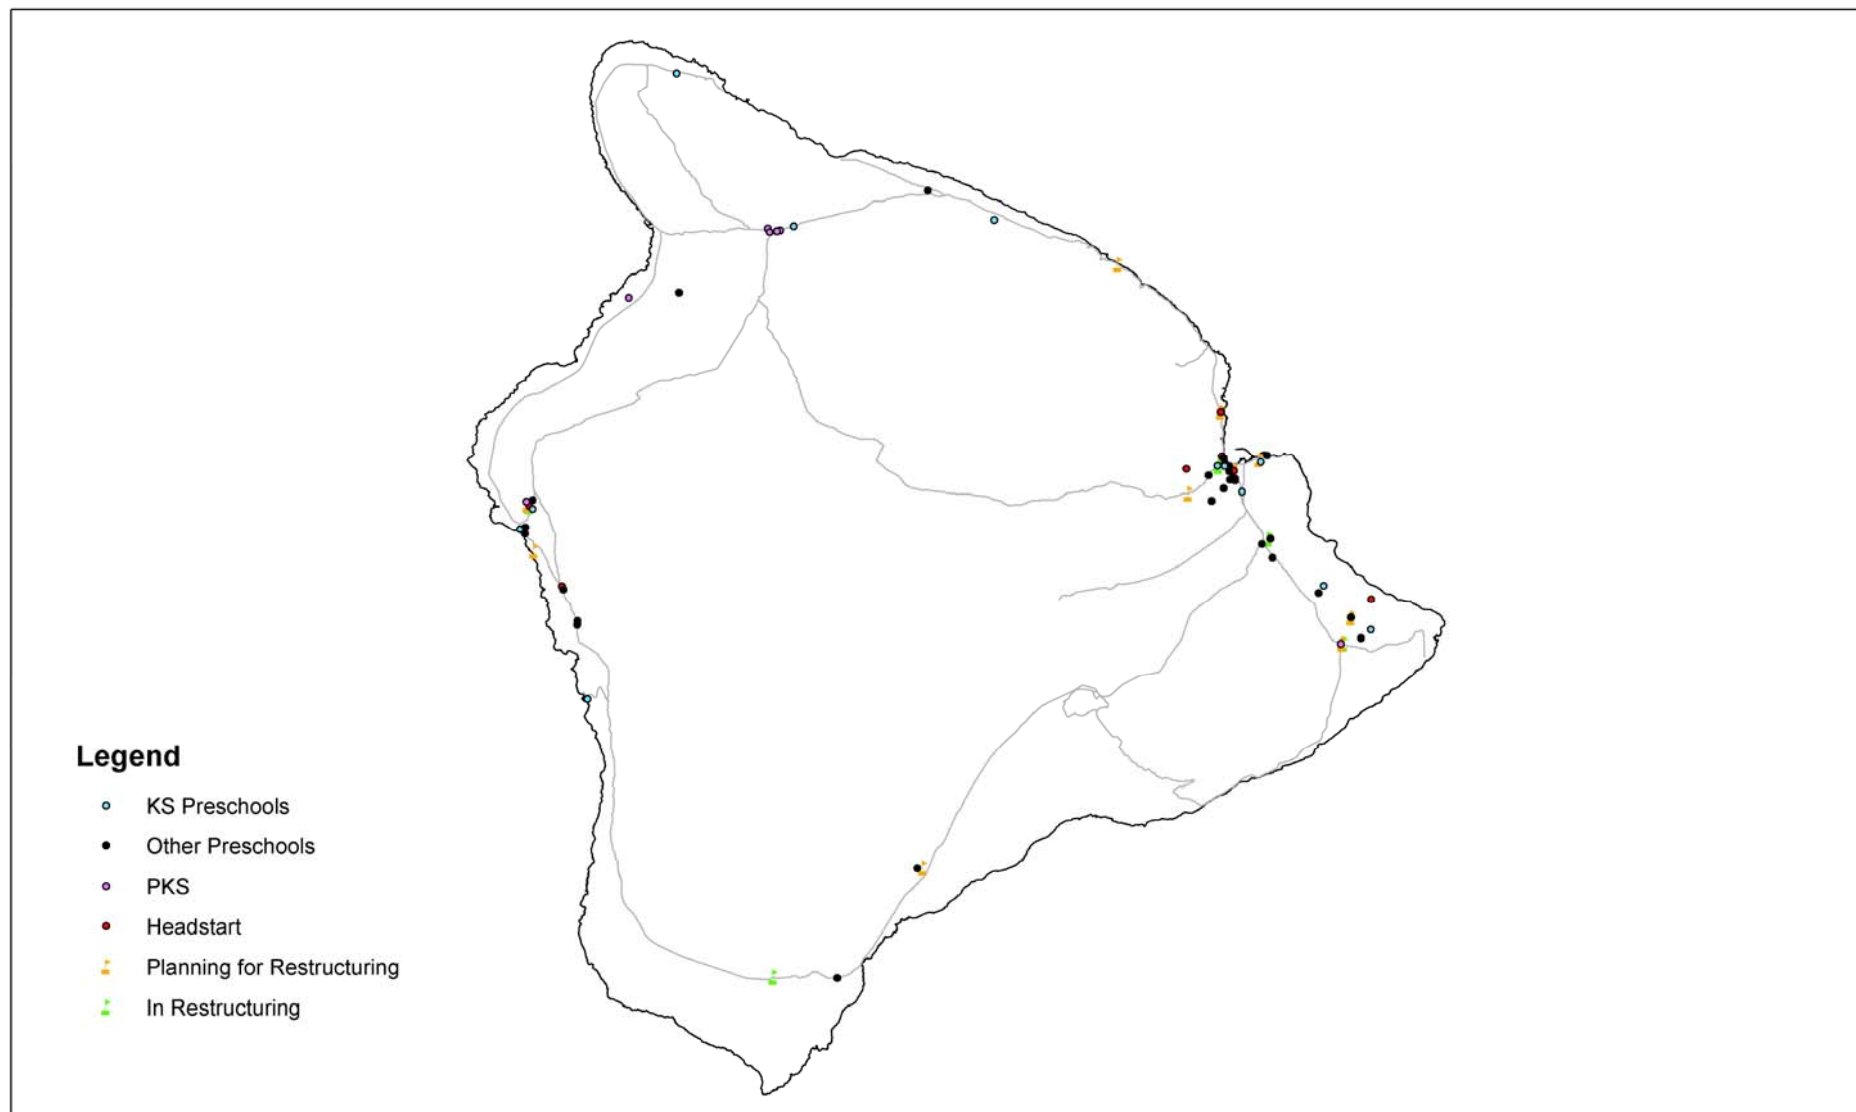 Legend
KS Preschools
Other Preschools
PKS
Headstart
Planning for Restructuring
In Restructuring